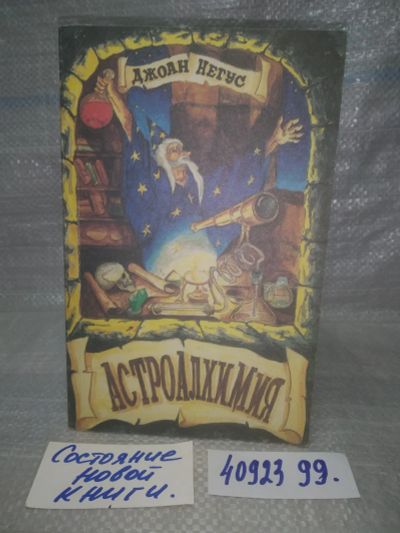 ДЖОАН НЕГУС
АСТРОАЛХИМИЯ
Состояние
новой
книги.
40923 99.